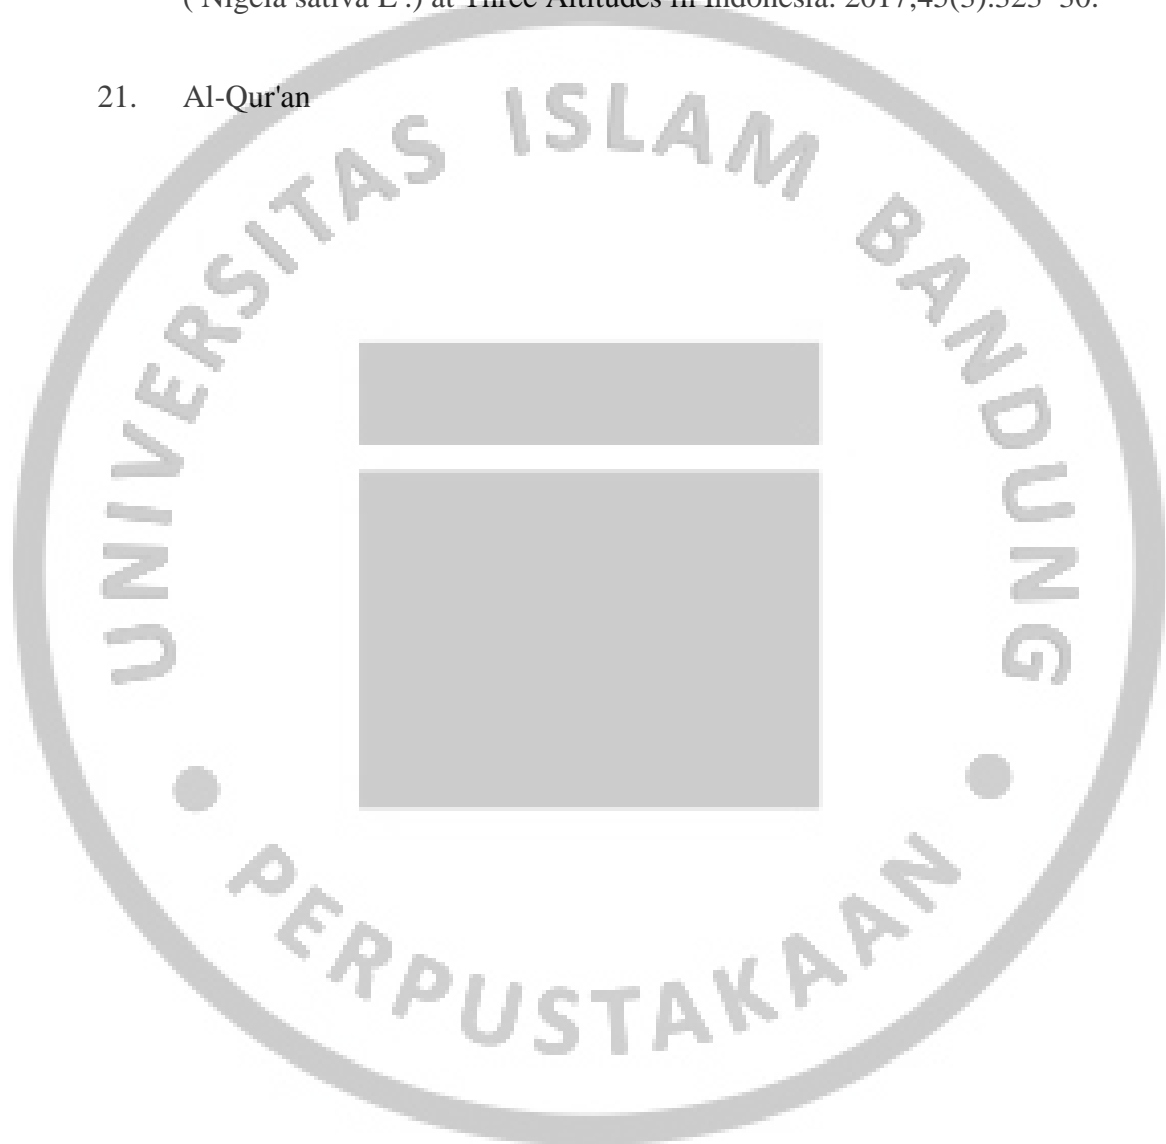 ( Nigela sativa L .) at Three Altitudes in Indonesia. 2017;45(3):323–30.
21. Al-Qur'an
UNIVERSITAS ISLAM BANDUNG
PERPUSTAKAAN